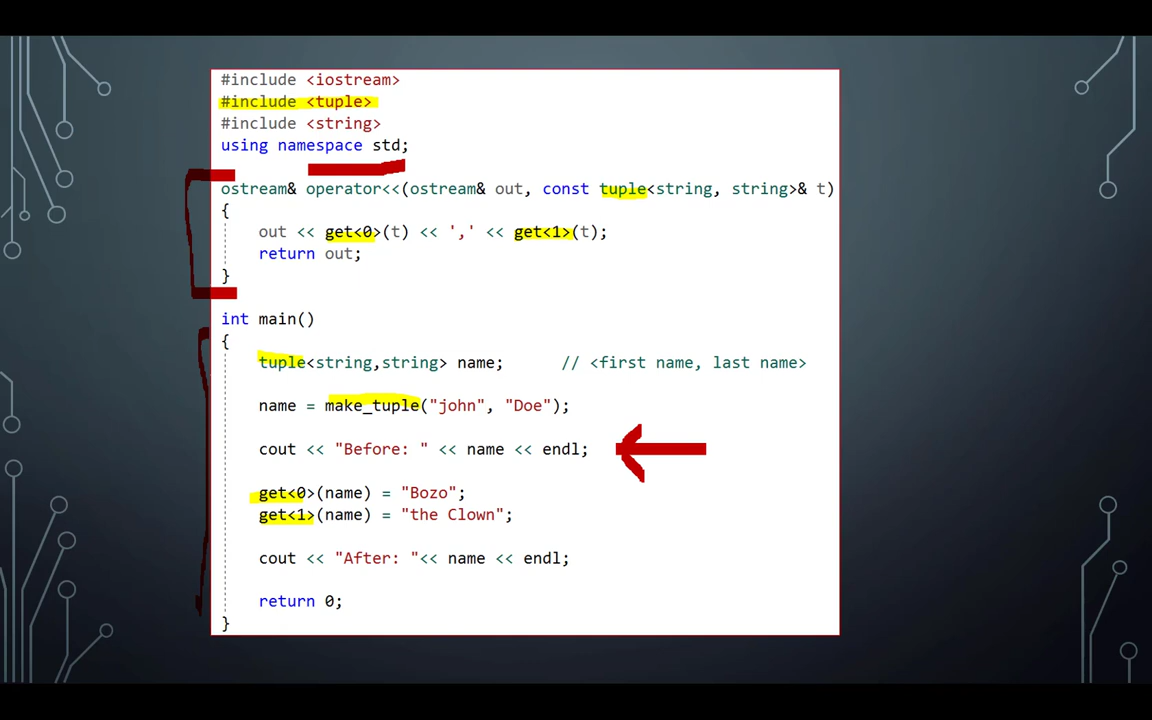 #include <iostream>
#include <tuple>
#include <string>
using namespace std;
ostream& operator<<(ostream& out, const tuple<string, string>& t)
{
out << get<0>(t) << ',' << get<1>(t);
return out;
}
int main()
{
tuple<string,string> name; // <first name, last name>
name = make_tuple("john", "Doe");
cout << "Before: " << name << endl;
get<0>(name) = "Bozo";
get<1>(name) = "the Clown";
cout << "After: "<< name << endl;
return 0;
}